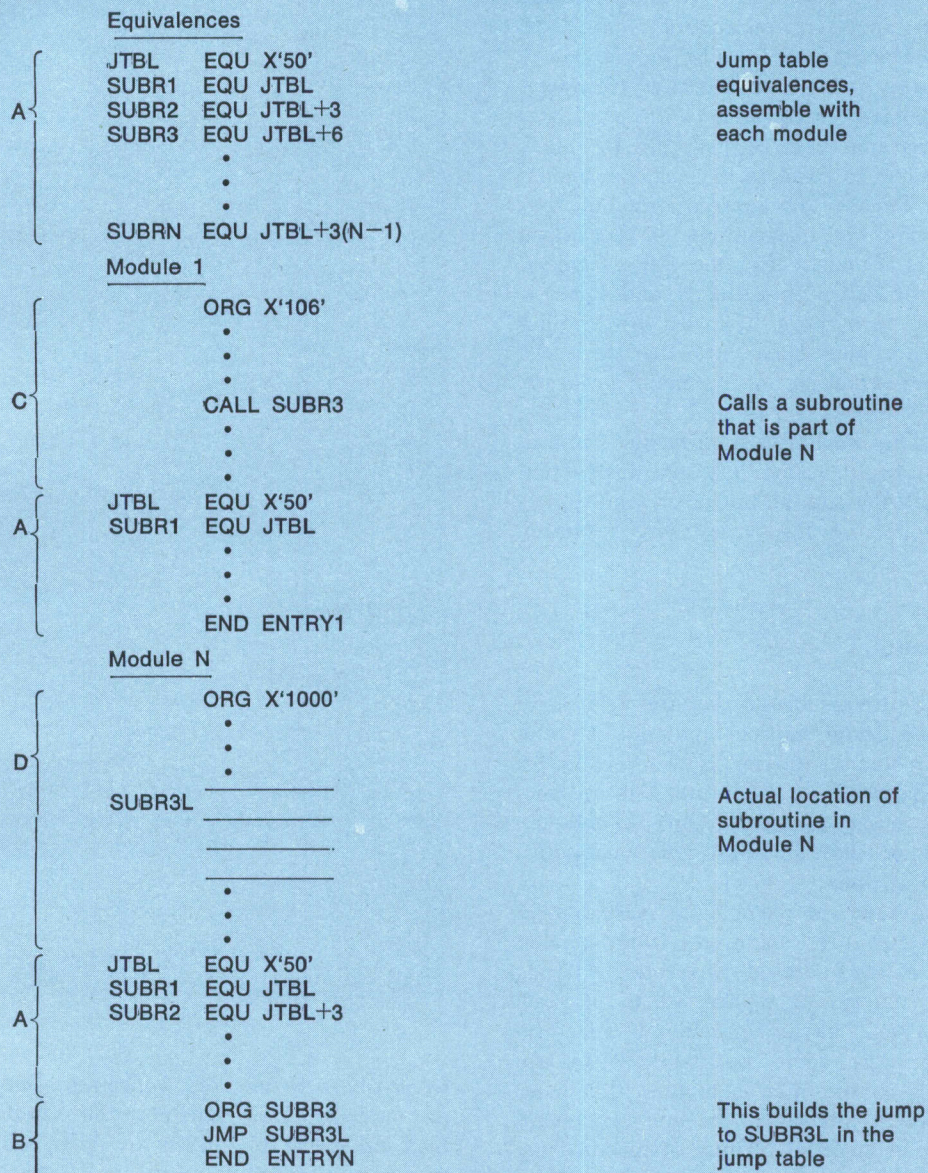 Equivalences
JTBL EQU X'50' Jump table
SUBR1 EQU JTBL equivalences,
A SUBR2 EQU JTBL+3 assemble with
SUBR3 EQU JTBL+6 each module
•
•
•
SUBRN EQU JTBL+3(N−1)
Module 1
ORG X'106'
•
•
•
C CALL SUBR3 Calls a subroutine
• that is part of
• Module N
•
JTBL EQU X'50'
A SUBR1 EQU JTBL
•
•
•
END ENTRY1
Module N
ORG X'1000'
•
D •
•
SUBR3L Actual location of
subroutine in
Module N
•
•
•
JTBL EQU X'50'
SUBR1 EQU JTBL
A SUBR2 EQU JTBL+3
•
•
•
ORG SUBR3 This builds the jump
B JMP SUBR3L to SUBR3L in the
END ENTRYN jump table